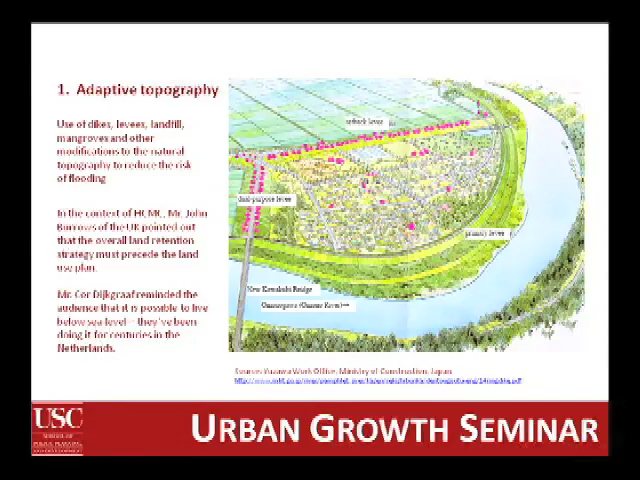 1. Adaptive topography
Use of dikes, levees, landfill,
mangroves and other
modifications to the natural
topography to reduce the risk
of flooding
In the context of HCMC, Mr. John
Burrows of the UK pointed out
that the overall land retention
strategy must precede the land
use plan.
Mr. Cor Dijkgraaf reminded the
audience that it is possible to live
below sea level – they've been
doing it for centuries in the
Netherlands.
setback levee
dual-purpose levee
primary levee
New Kawabuchi Bridge
River)
Source: Work Office, Ministry of Construction, Japan
USC
SCHOOL OF
URBAN GROWTH SEMINAR